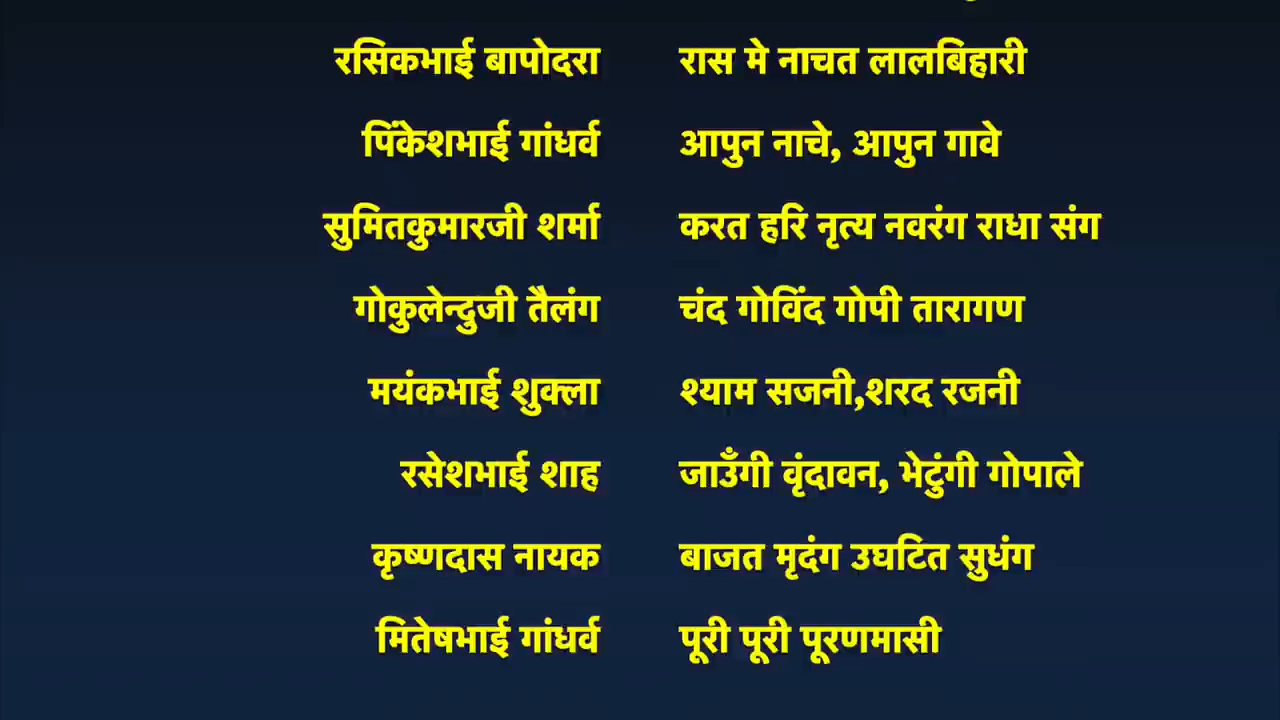 रसिकभाई बापोदरा रास मे नाचत लालबिहारी
पिंकेशभाई गांधर्व आपुन नाचे, आपुन गावे
सुमितकुमारजी शर्मा करत हरि नृत्य नवरंग राधा संग
गोकुलेन्दुजी तैलंग चंद गोविंद गोपी तारागण
मयंकभाई शुक्ला श्याम सजनी,शरद रजनी
रसेशभाई शाह जाउँगी वृंदावन, भेटुंगी गोपाले
कृष्णदास नायक बाजत मृदंग उघटित सुधंग
मितेषभाई गांधर्व पूरी पूरी पूरणमासी